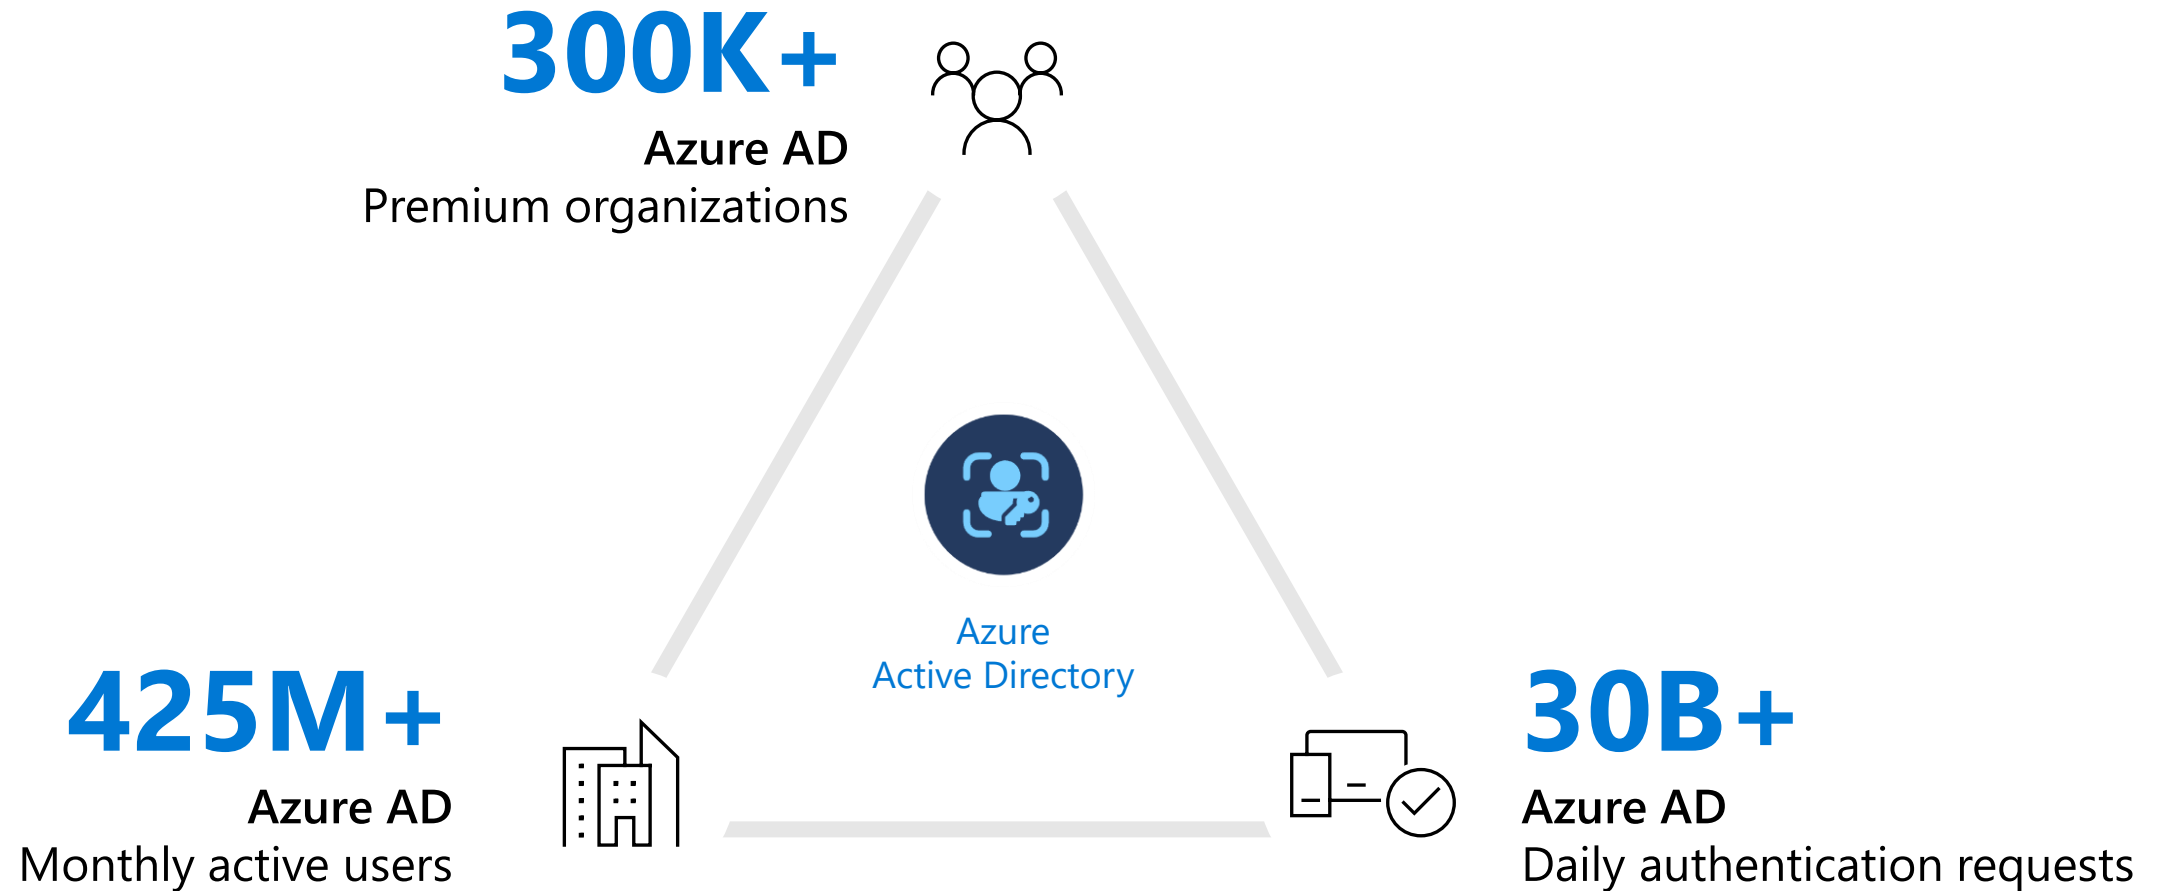 300K+
Azure AD
Premium organizations
Azure
Active Directory
425M+
Azure AD
Monthly active users
30B+
Azure AD
Daily authentication requests